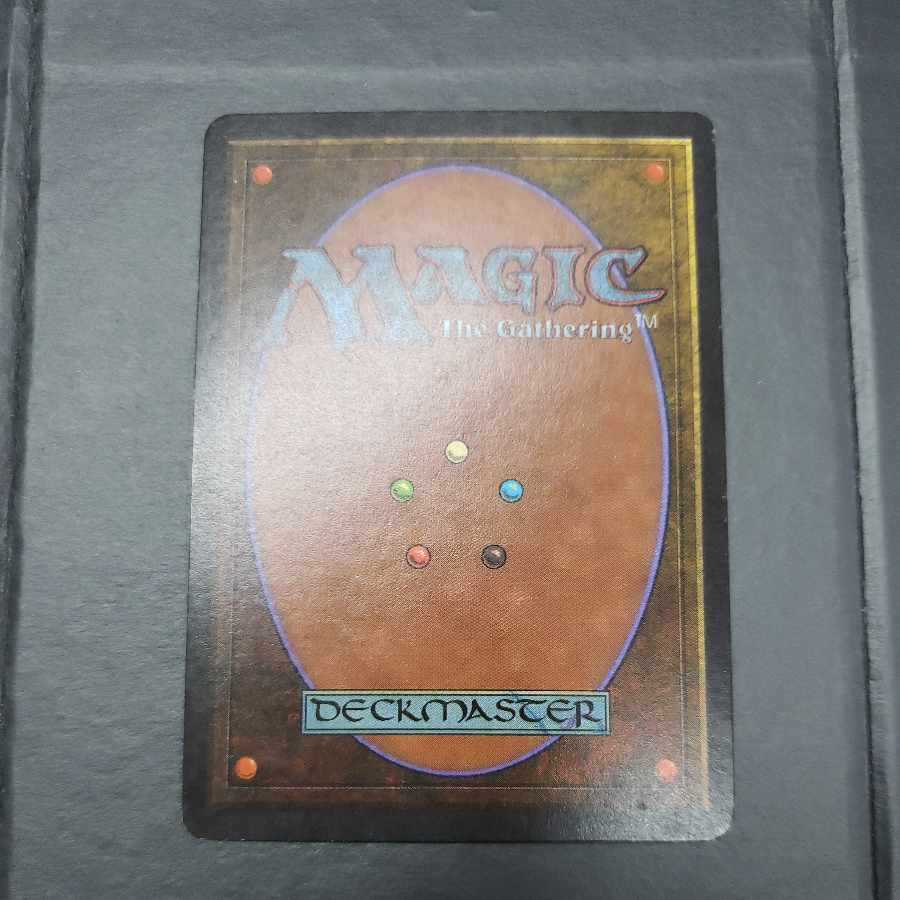 MAGIC
The Gathering™
DECKMASTER